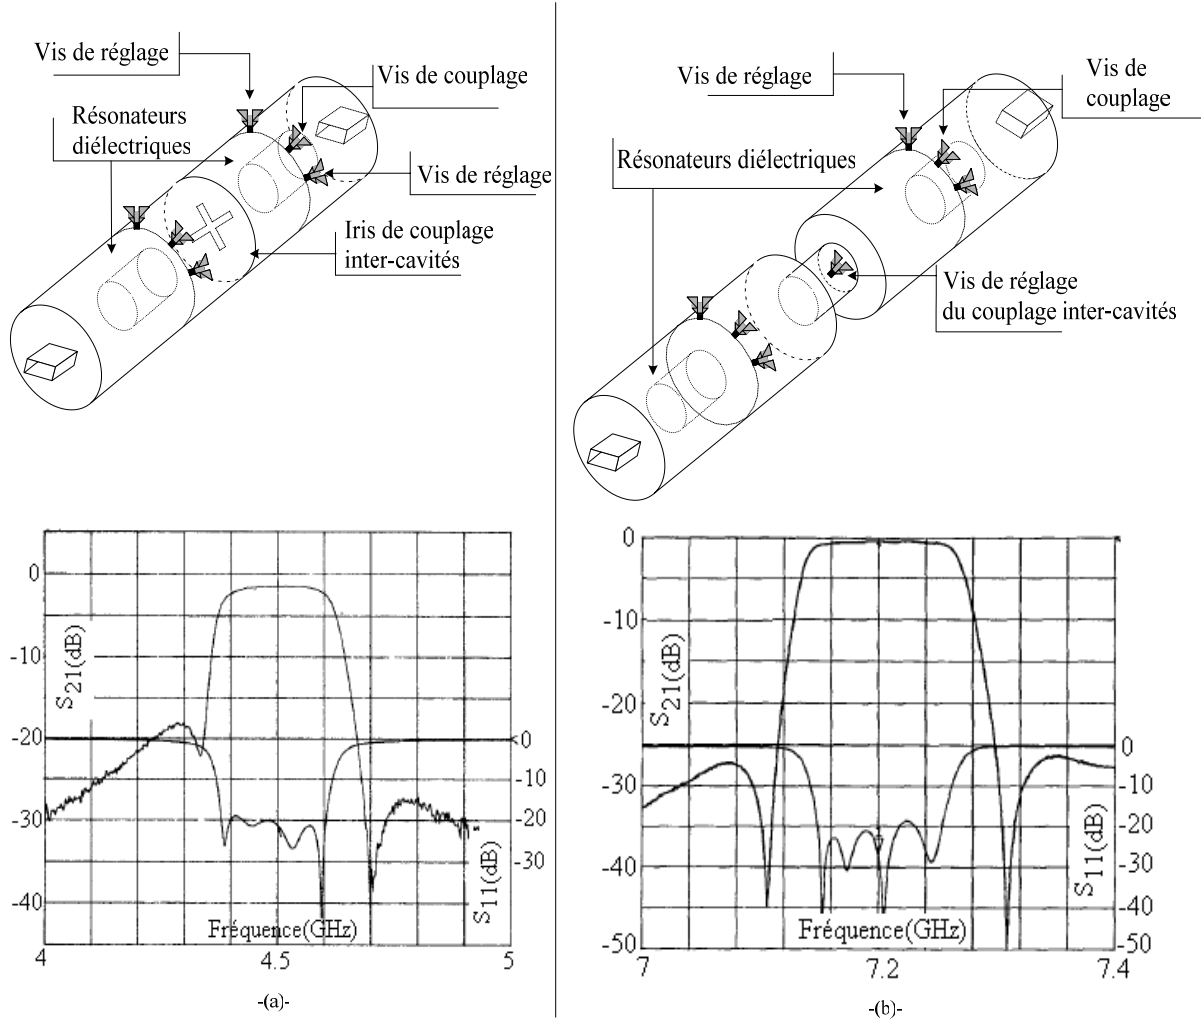 Vis de réglage
Vis de couplage
Résonateurs
diélectriques
Vis de réglage
Iris de couplage
inter-cavités
Vis de réglage
Vis de
couplage
Résonateurs diélectriques
Vis de réglage
du couplage inter-cavités
0
-10
-20
-30
-40
S21(dB)
0
-10
-20
-30
S11(dB)
Fréquence(GHz)
4
4.5
5
-(a)-
0
-10
-20
-30
-40
-50
S21(dB)
0
-10
-20
-30
-40
-50
S11(dB)
Fréquence(GHz)
7
7.2
7.4
-(b)-